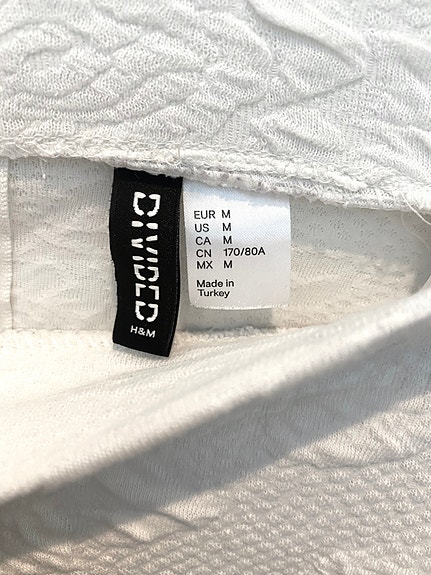 DIVIDED
H&M
EUR M
US M
CA M
CN 170/80A
MX M
Made in
Turkey